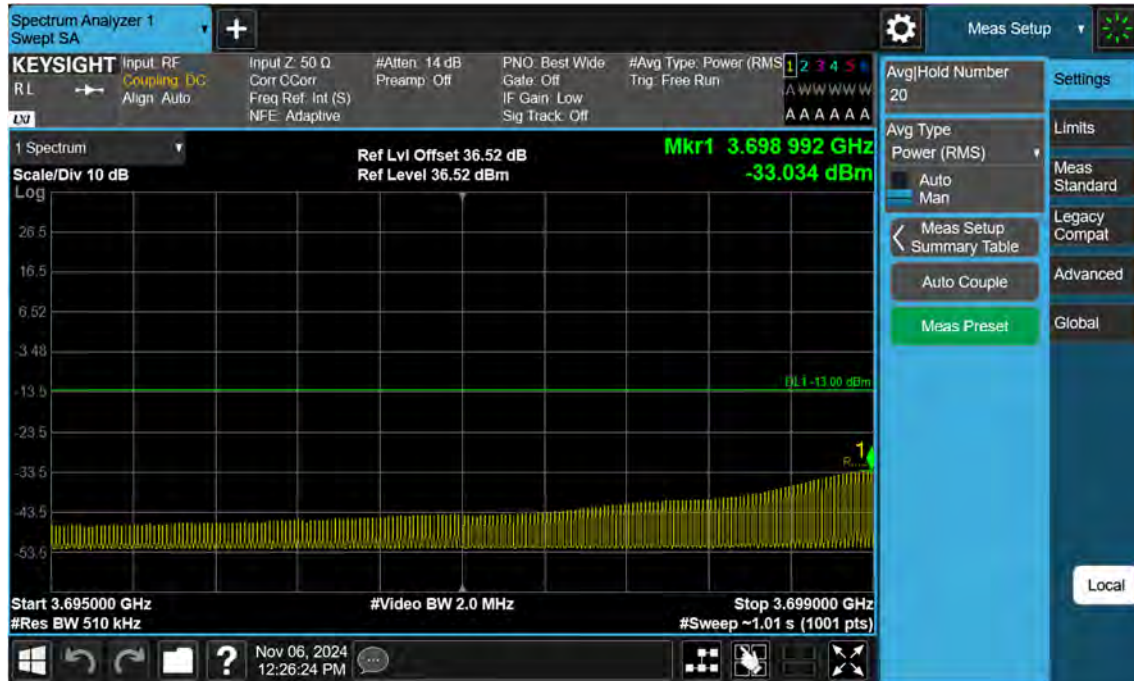 Spectrum Analyzer 1
Swept SA
Meas Setup
KEYSIGHT
RL
LXI
Input: RF
Coupling: DC
Align: Auto
Input Z: 50 Ω
Corr CCorr
Freq Ref: Int (S)
NFE: Adaptive
#Atten: 14 dB
Preamp: Off
PNO: Best Wide
Gate: Off
IF Gain: Low
Sig Track: Off
#Avg Type: Power (RMS)
Trig: Free Run
1 2 3 4 5 6
A W W W W W
A A A A A A
1 Spectrum
Scale/Div 10 dB
Log
Ref Lvl Offset 36.52 dB
Ref Level 36.52 dBm
Mkr1 3.698 992 GHz
-33.034 dBm
26.5
16.5
6.52
-3.48
-13.5
-23.5
-33.5
-43.5
-53.5
DL1 -13.00 dBm
1
Start 3.695000 GHz
#Res BW 510 kHz
#Video BW 2.0 MHz
Stop 3.699000 GHz
#Sweep ~1.01 s (1001 pts)
Avg|Hold Number
20
Avg Type
Power (RMS)
Auto
Man
Meas Setup
Summary Table
Auto Couple
Meas Preset
Settings
Limits
Meas
Standard
Legacy
Compat
Advanced
Global
Local
?
Nov 06, 2024
12:26:24 PM